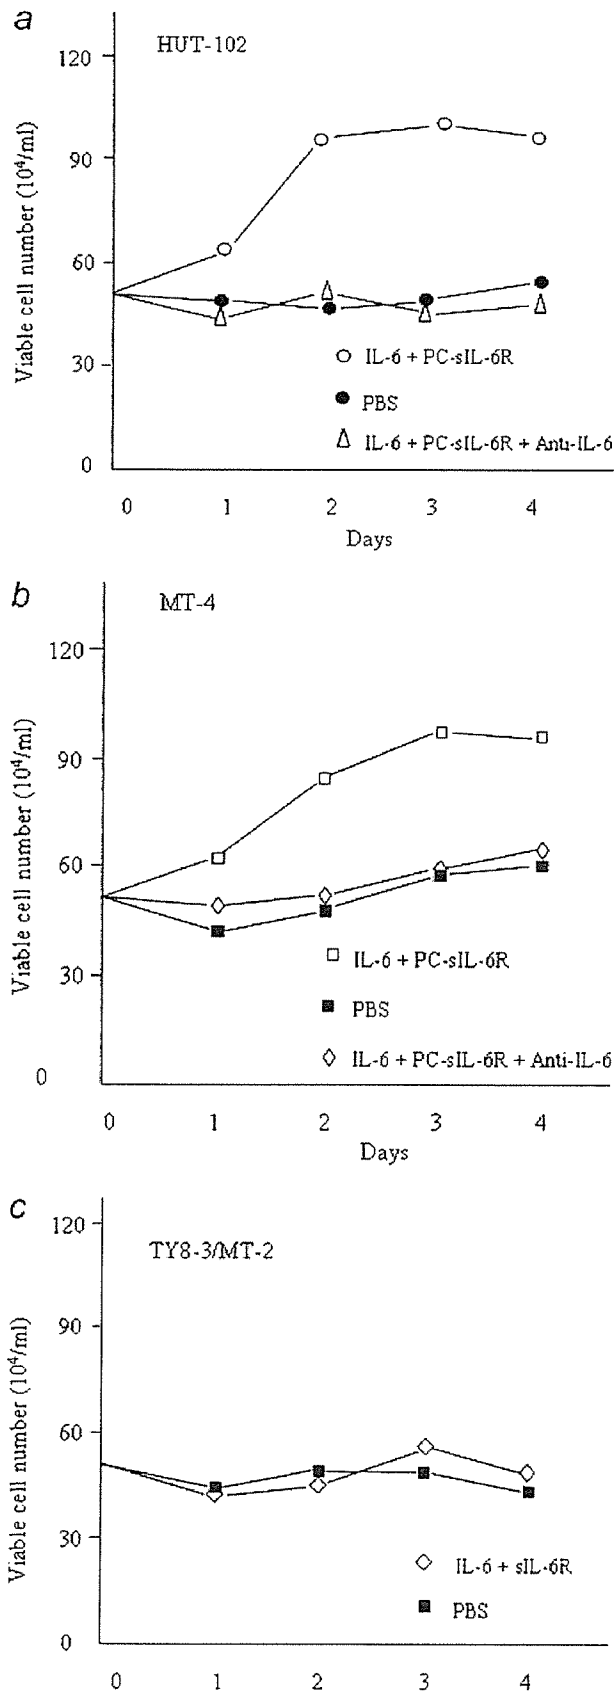 a
HUT-102
120
90
60
30
0
Viable cell number (10⁴/ml)
IL-6 + PC-sIL-6R
PBS
IL-6 + PC-sIL-6R + Anti-IL-6
0 1 2 3 4
Days
b
MT-4
120
90
60
30
0
Viable cell number (10⁴/ml)
IL-6 + PC-sIL-6R
PBS
IL-6 + PC-sIL-6R + Anti-IL-6
0 1 2 3 4
Days
c
TY8-3/MT-2
120
90
60
30
0
Viable cell number (10⁴/ml)
IL-6 + sIL-6R
PBS
0 1 2 3 4